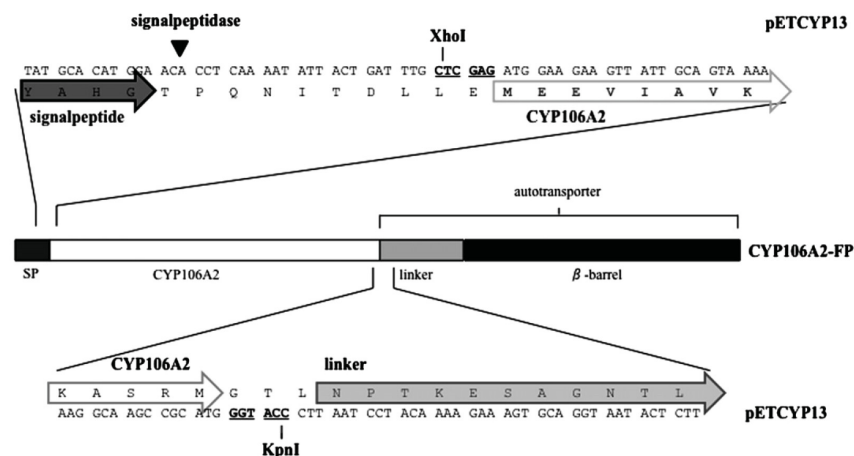 signalpeptidase
XhoI
pETCYP13
TAT GCA CAT GGA ACA CCT CAA AAT ATT ACT GAT TTG CTC GAG ATG GAA GAA GTT ATT GCA GTA AAA
Y A H G T P Q N I T D L L E M E E V I A V K
signalpeptide
CYP106A2
autotransporter
CYP106A2-FP
SP
CYP106A2
linker
β-barrel
CYP106A2
linker
K A S R M G T L N P T K E S A G N T L
AAG GCA AGC CGC ATG GGT ACC CTT AAT CCT ACA AAA GAA AGT GCA GGT AAT ACT CTT
pETCYP13
KpnI